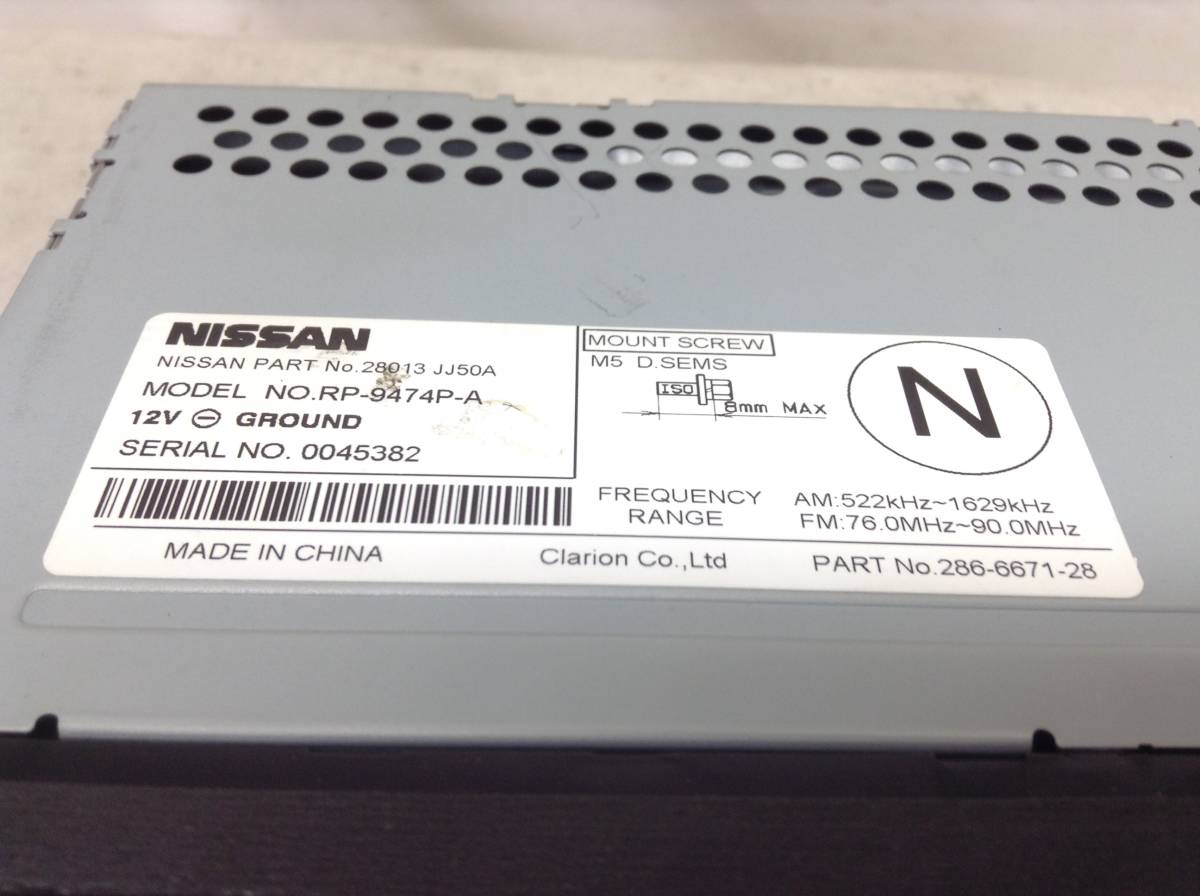 NISSAN
NISSAN PART No.28013 JJ50A
MODEL NO.RP-9474P-A
12V ⊖ GROUND
SERIAL NO. 0045382
MOUNT SCREW
M5 D.SEMS
ISO
8mm MAX
N
FREQUENCY RANGE
AM:522kHz~1629kHz
FM:76.0MHz~90.0MHz
MADE IN CHINA
Clarion Co.,Ltd
PART No.286-6671-28